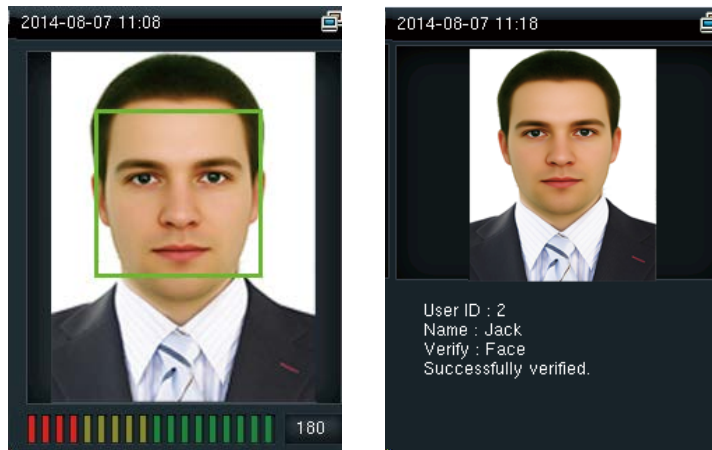 2014-08-07 11:08
180
2014-08-07 11:18
User ID : 2
Name : Jack
Verify : Face
Successfully verified.